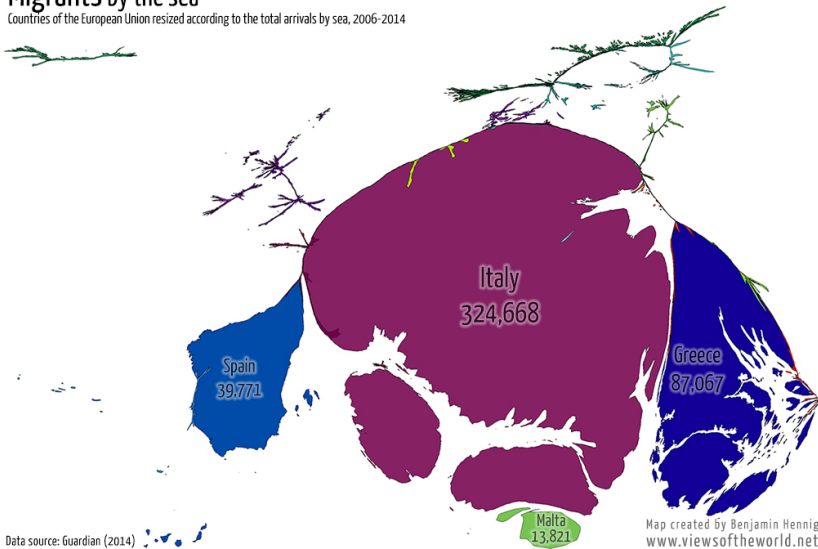 Migrants by the sea
Countries of the European Union resized according to the total arrivals by sea, 2006-2014
Italy
324,668
Spain
39,771
Greece
87,067
Malta
13,821
Data source: Guardian (2014)
Map created by Benjamin Hennig
www.viewsoftheworld.net